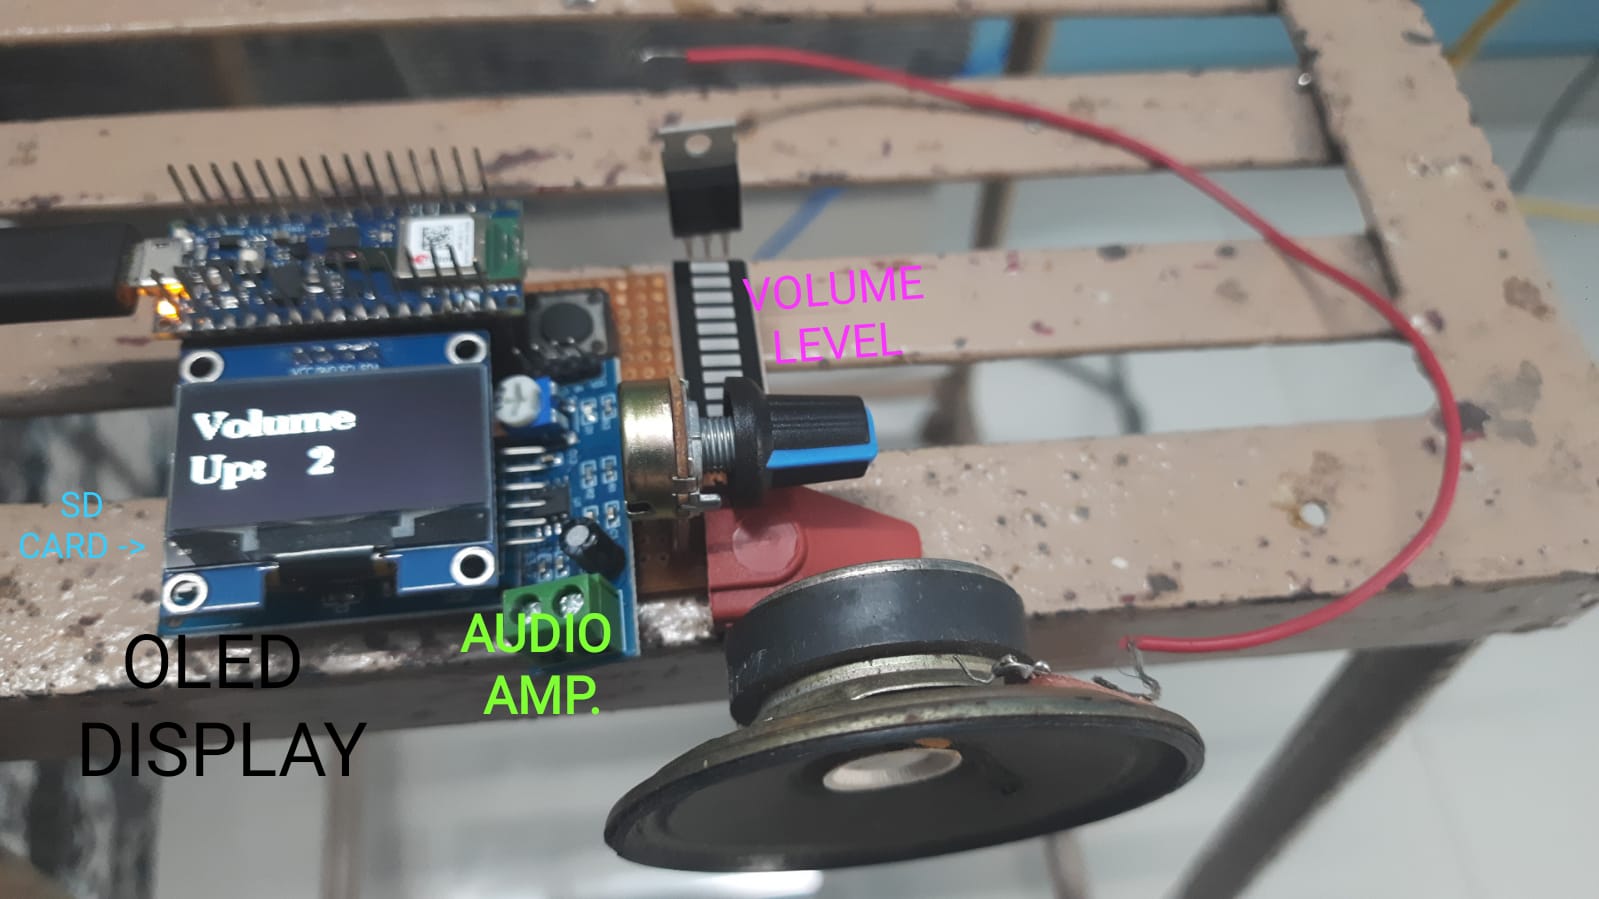 VOLUME
LEVEL
Volume
Up: 2
SD
CARD ->
AUDIO
AMP.
OLED
DISPLAY